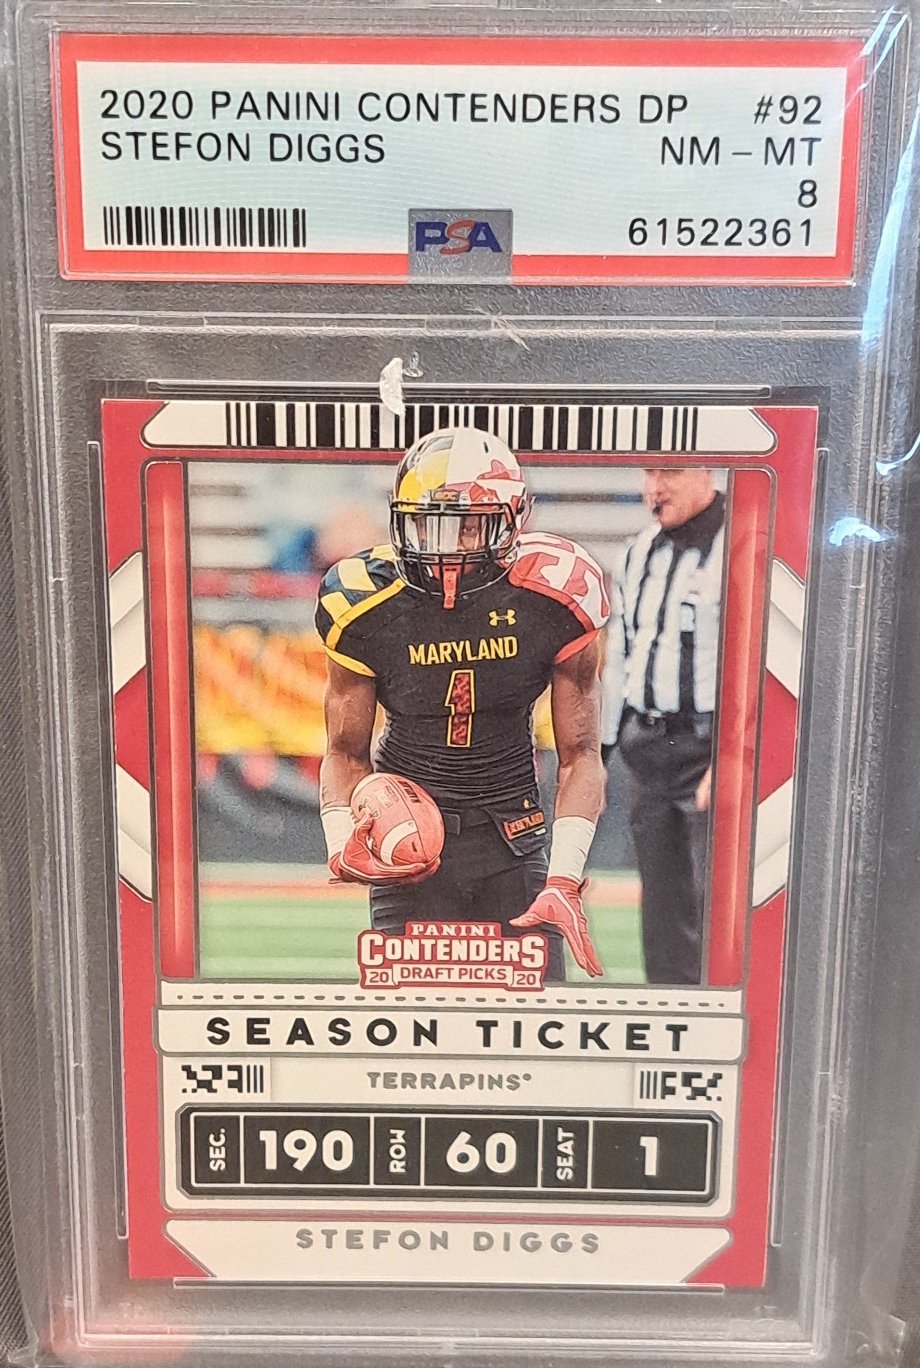 2020 PANINI CONTENDERS DP #92
STEFON DIGGS NM - MT
8
PSA
61522361
MARYLAND
1
PANINI
CONTENDERS
20 DRAFT PICKS 20
SEASON TICKET
TERRAPINS®
SEC. 190 ROW 60 SEAT 1
STEFON DIGGS